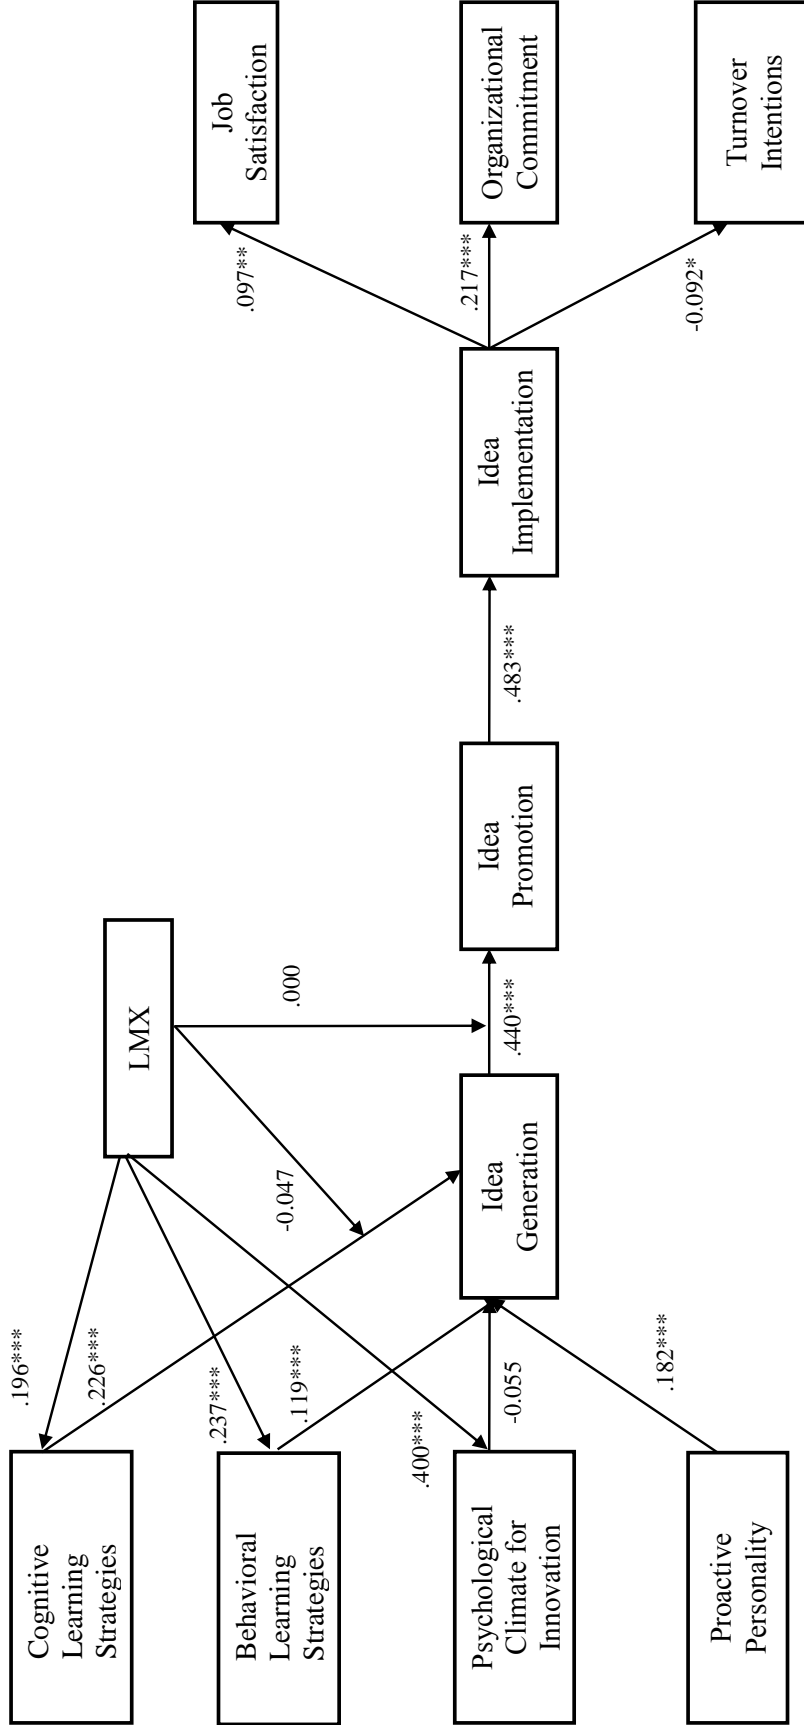 Cognitive
Learning
Strategies
Behavioral
Learning
Strategies
Psychological
Climate for
Innovation
Proactive
Personality
.196***
.226***
.237***
.119***
.400***
-0.055
.182***
LMX
-0.047
.000
Idea
Generation
.440***
Idea
Promotion
.483***
Idea
Implementation
.097**
.217***
-0.092*
Job
Satisfaction
Organizational
Commitment
Turnover
Intentions